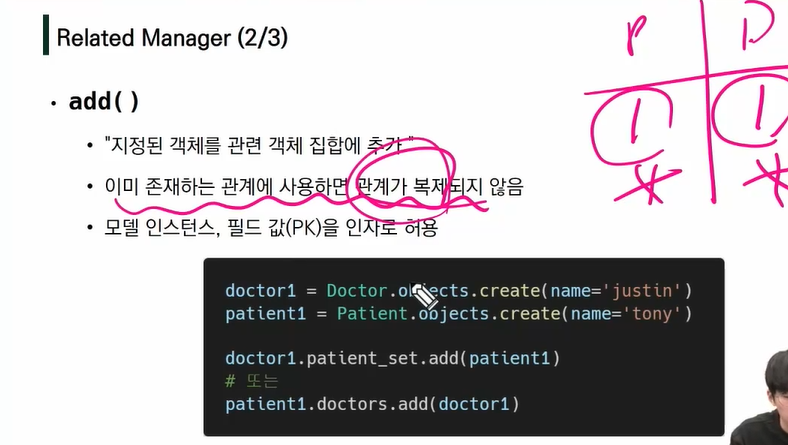 Related Manager (2/3)
P D
• add()
• "지정된 객체를 관련 객체 집합에 추가"
1 1
• 이미 존재하는 관계에 사용하면 관계가 복제되지 않음
• 모델 인스턴스, 필드 값(PK)을 인자로 허용
doctor1 = Doctor.objects.create(name='justin')
patient1 = Patient.objects.create(name='tony')
doctor1.patient_set.add(patient1)
# 또는
patient1.doctors.add(doctor1)